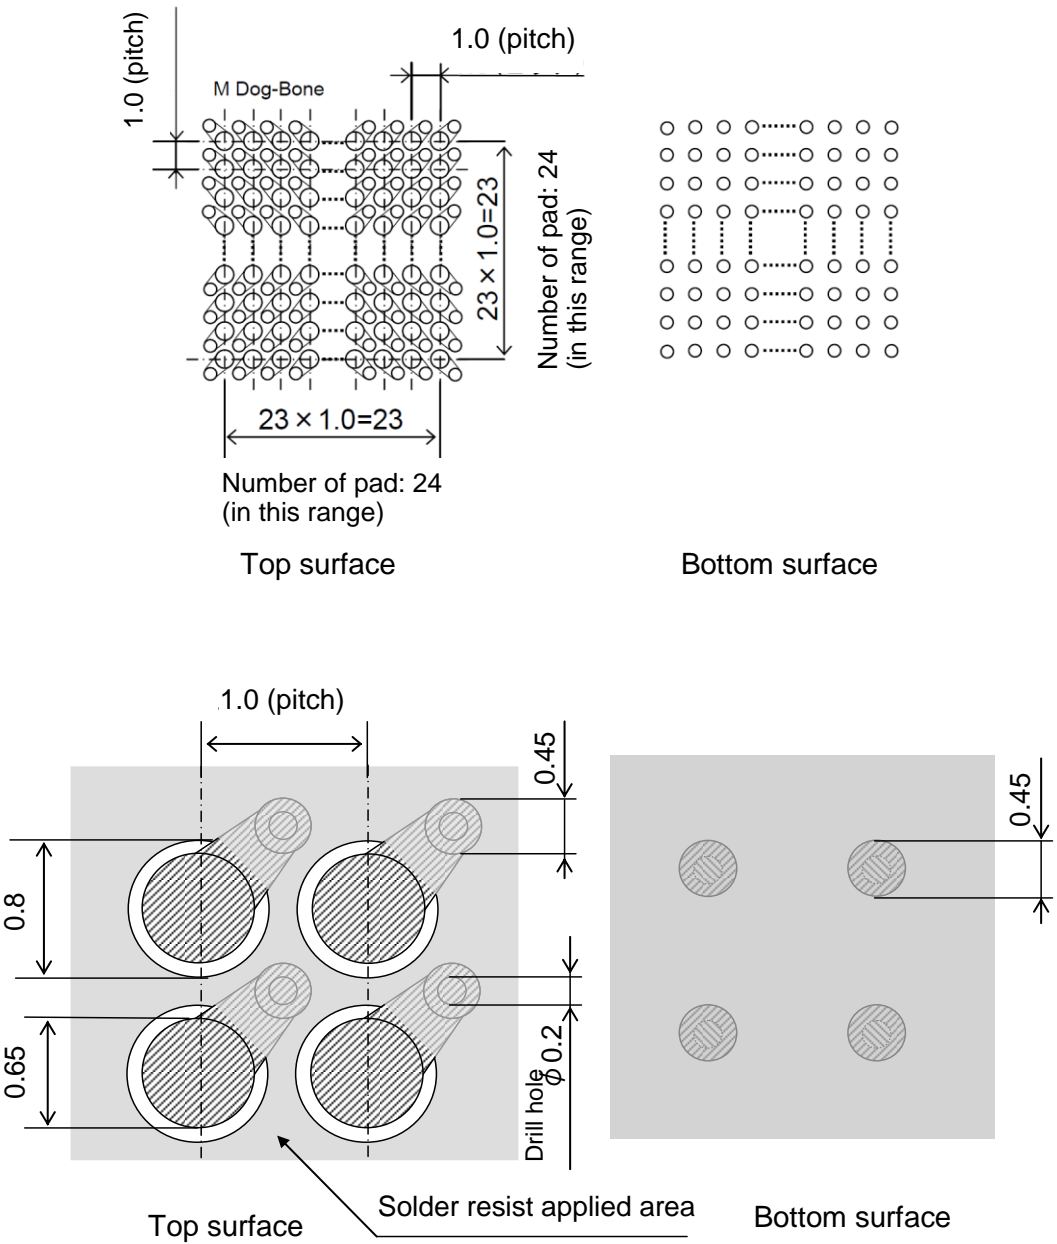 1.0 (pitch)
1.0 (pitch)
M Dog-Bone
23×1.0=23
Number of pad: 24
(in this range)
23×1.0=23
Number of pad: 24
(in this range)
Top surface
Bottom surface
1.0 (pitch)
0.45
0.45
0.8
0.65
Drill hole
ϕ0.2
Solder resist applied area
Top surface
Bottom surface